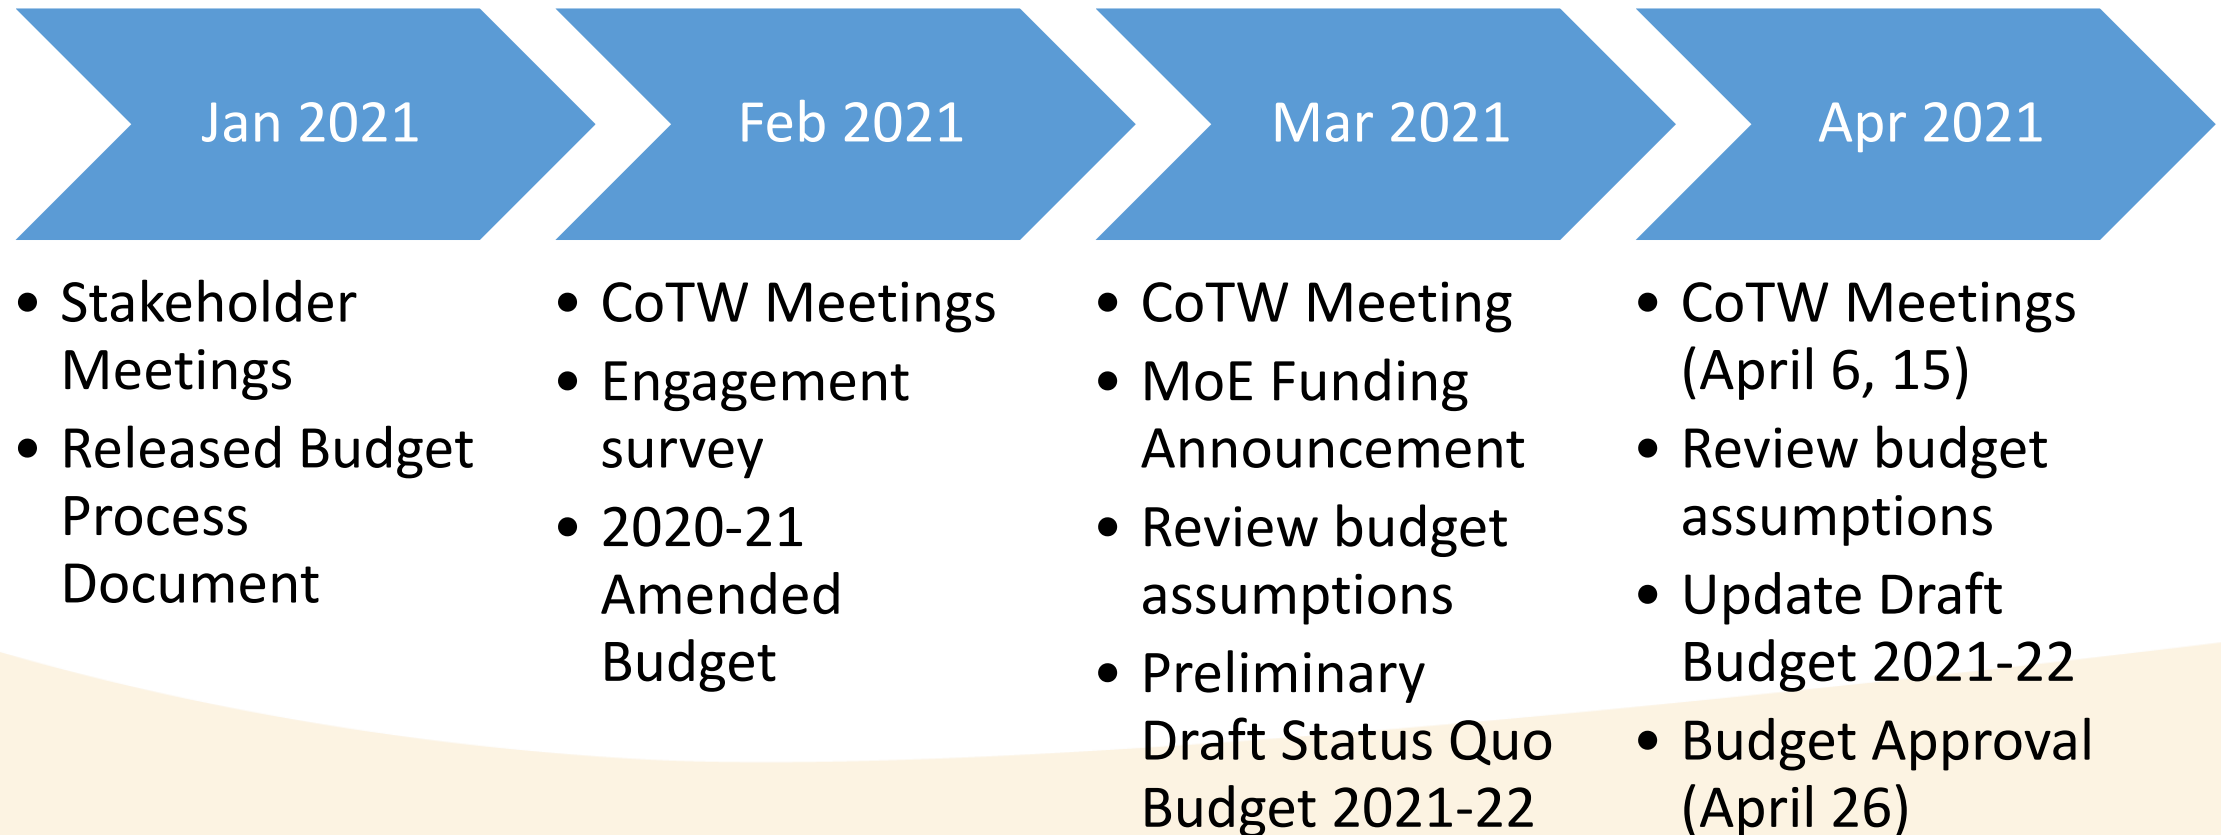 Jan 2021
• Stakeholder
Meetings
• Released Budget
Process
Document
Feb 2021
• CoTW Meetings
• Engagement
survey
• 2020-21
Amended
Budget
Mar 2021
• CoTW Meeting
• MoE Funding
Announcement
• Review budget
assumptions
• Preliminary
Draft Status Quo
Budget 2021-22
Apr 2021
• CoTW Meetings
(April 6, 15)
• Review budget
assumptions
• Update Draft
Budget 2021-22
• Budget Approval
(April 26)